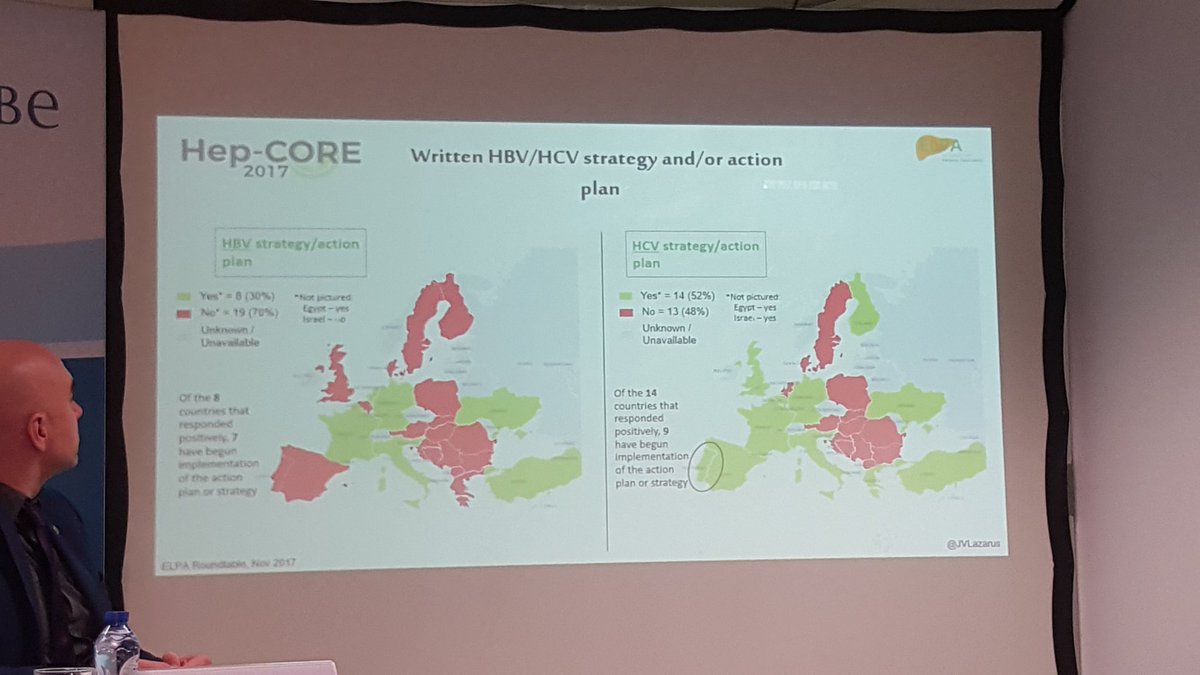 Be
Hep-CORE
2017
Written HBV/HCV strategy and/or action
plan
HBV strategy/action
plan
Yes* = 8 (30%)
No* = 19 (70%)
Unknown /
Unavailable
*Not pictured:
Egypt – yes
Israel – no
Of the 8
countries that
responded
positively, 7
have begun
implementation
of the action
plan or strategy
HCV strategy/action
plan
Yes* = 14 (52%)
No = 13 (48%)
Unknown /
Unavailable
*Not pictured:
Egypt – yes
Israel – yes
Of the 14
countries that
responded
positively, 9
have begun
implementation
of the action
plan or strategy
ELPA Roundtable, Nov 2017
@JVLazarus
ELPA